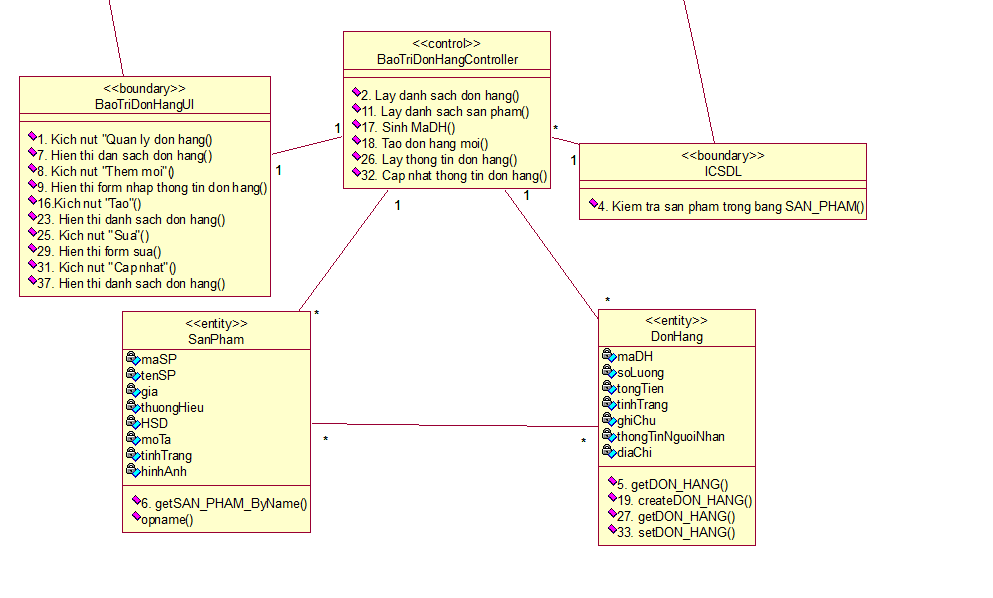 <<control>>
BaoTriDonHangController
2. Lay danh sach don hang()
11. Lay danh sach san pham()
17. Sinh MaDH()
18. Tao don hang moi()
26. Lay thong tin don hang()
32. Cap nhat thong tin don hang()
<<boundary>>
BaoTriDonHangUI
1. Kich nut "Quan ly don hang()
7. Hien thi dan sach don hang()
8. Kich nut "Them moi"()
9. Hien thi form nhap thong tin don hang()
16.Kich nut "Tao"()
23. Hien thi danh sach don hang()
25. Kich nut "Sua"()
29. Hien thi form sua()
31. Kich nut "Cap nhat"()
37. Hien thi danh sach don hang()
1
1
*
1
<<boundary>>
ICSDL
4. Kiem tra san pham trong bang SAN_PHAM()
1
1
*
*
<<entity>>
SanPham
maSP
tenSP
gia
thuongHieu
HSD
moTa
tinhTrang
hinhAnh
6. getSAN_PHAM_ByName()
opname()
*
*
<<entity>>
DonHang
maDH
soLuong
tongTien
tinhTrang
ghiChu
thongTinNguoiNhan
diaChi
5. getDON_HANG()
19. createDON_HANG()
27. getDON_HANG()
33. setDON_HANG()